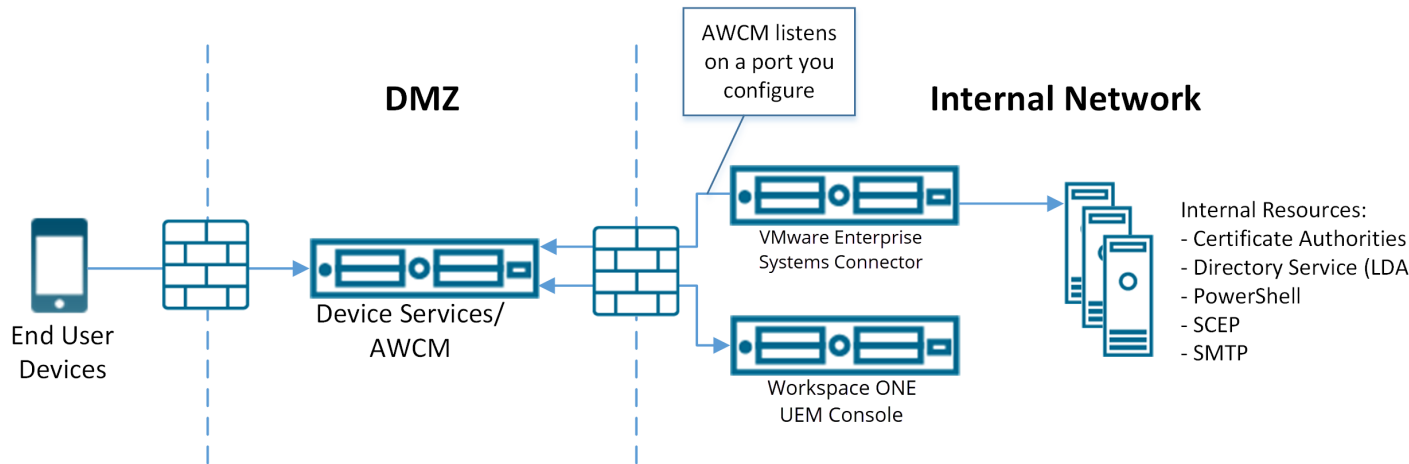 AWCM listens
on a port you
configure
DMZ
Internal Network
VMware Enterprise
Systems Connector
Internal Resources:
- Certificate Authorities
- Directory Service (LDA
- PowerShell
- SCEP
- SMTP
End User
Devices
Device Services/
AWCM
Workspace ONE
UEM Console